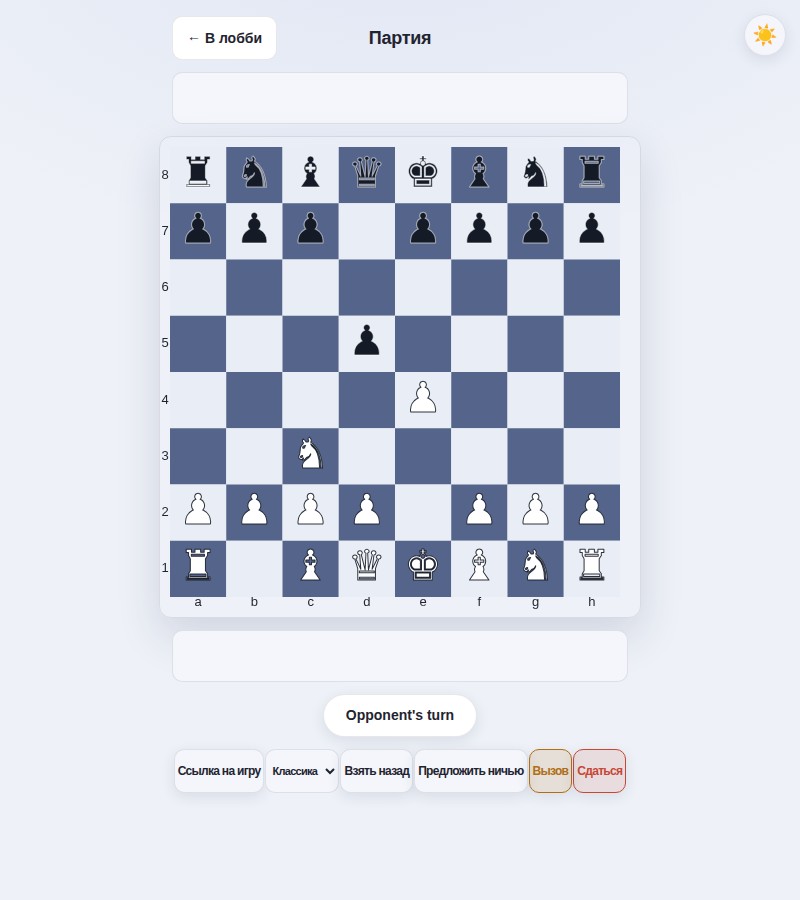 ← В лобби
Партия
8
7
6
5
4
3
2
1
a b c d e f g h
Opponent's turn
Ссылка на игру Классика Взять назад Предложить ничью Вызов Сдаться